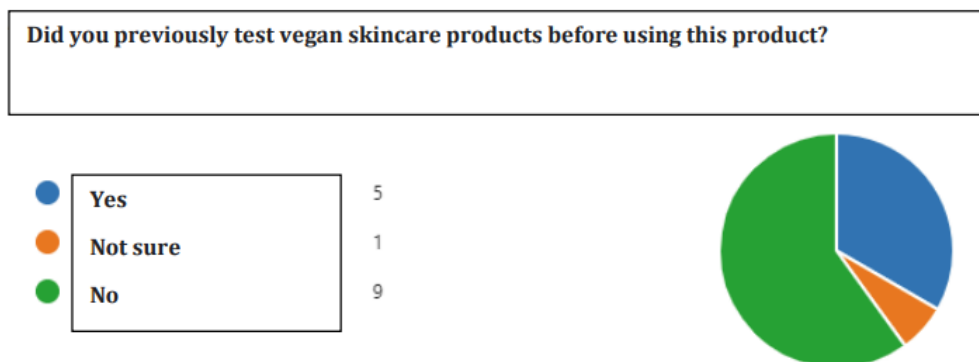 Did you previously test vegan skincare products before using this product?
Yes 5
Not sure 1
No 9